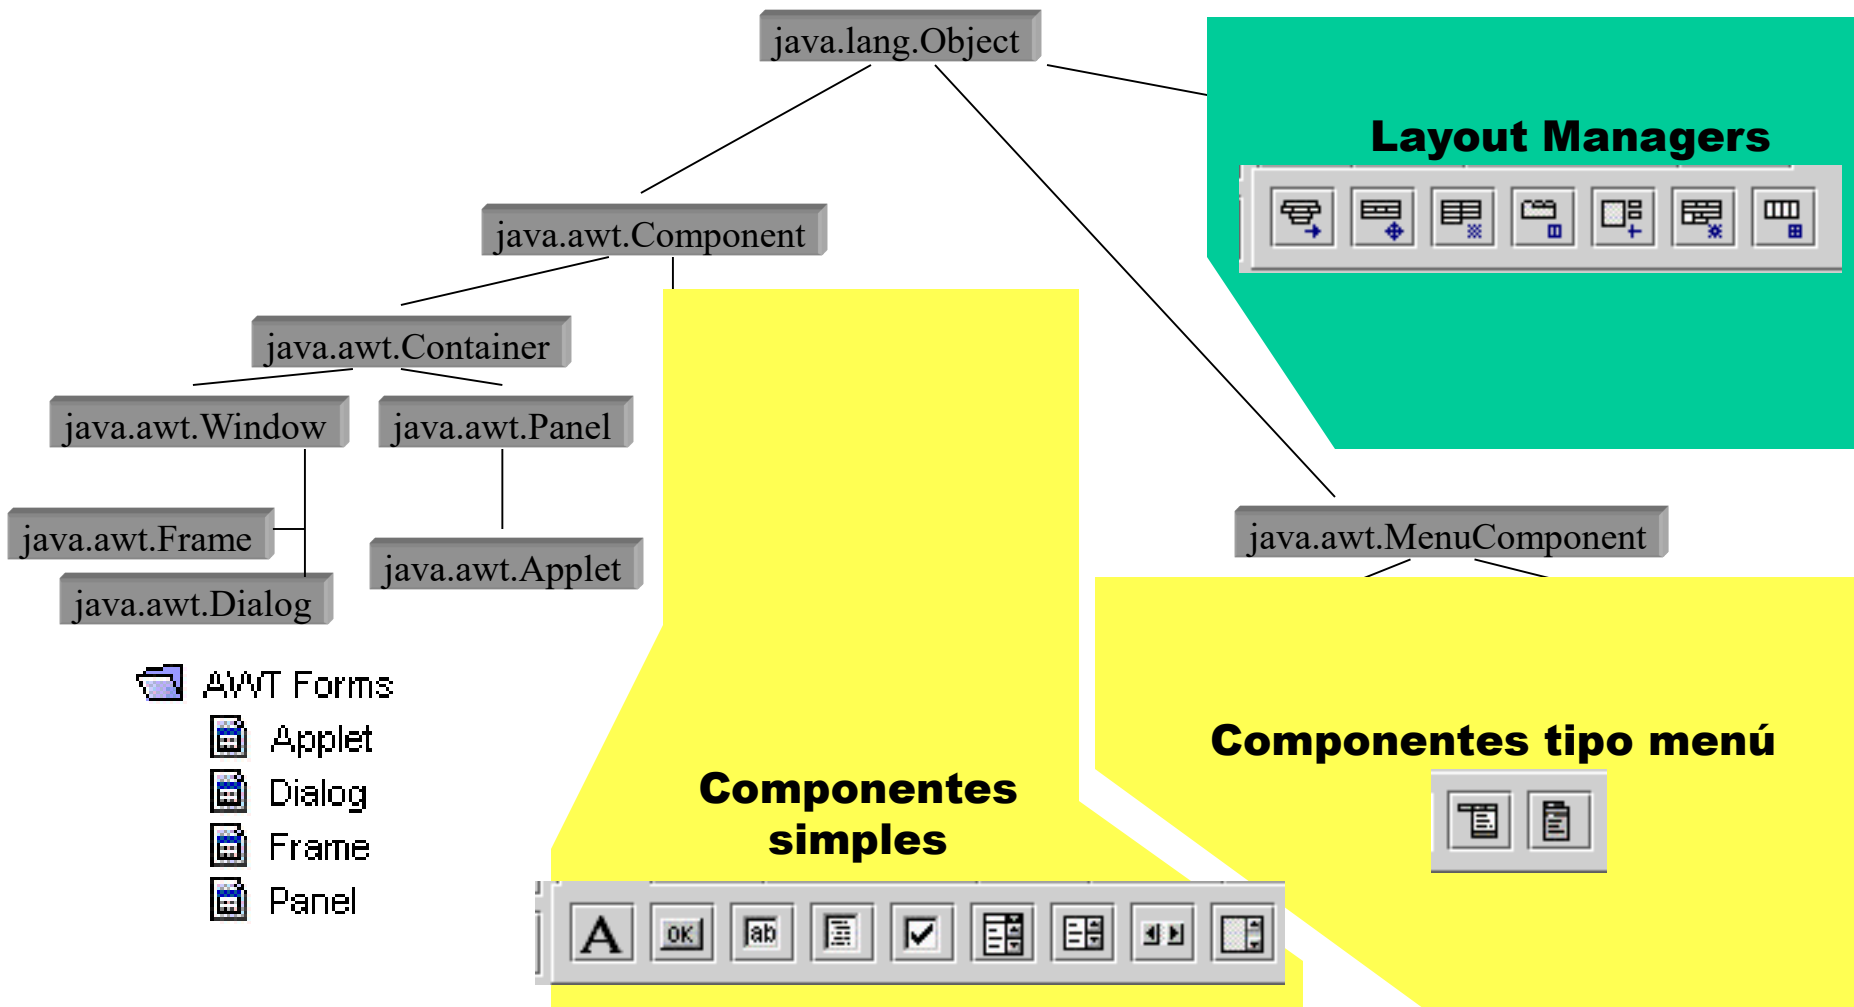 java.lang.Object
Layout Managers
java.awt.Component
java.awt.Container
java.awt.Window
java.awt.Panel
java.awt.Frame
java.awt.Applet
java.awt.Dialog
java.awt.MenuComponent
AWT Forms
Applet
Dialog
Frame
Panel
Componentes
simples
A
OK
ab
Componentes tipo menú